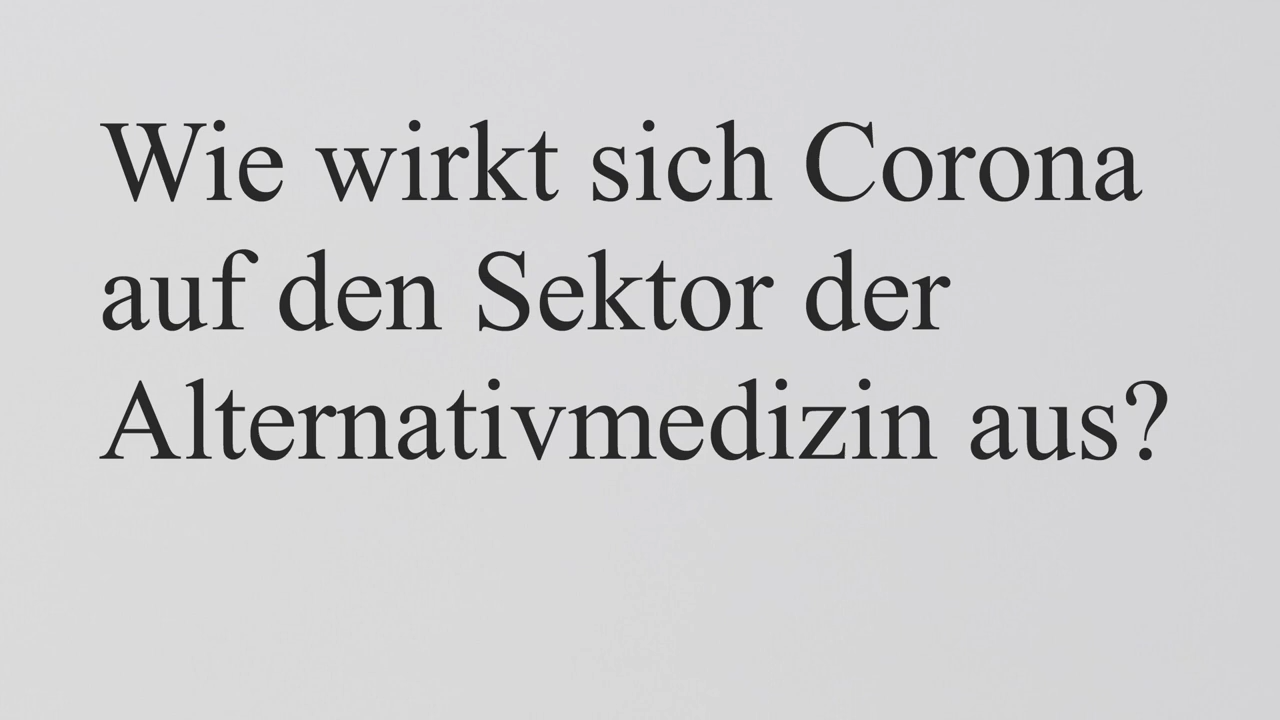 Wie wirkt sich Corona
auf den Sektor der
Alternativmedizin aus?